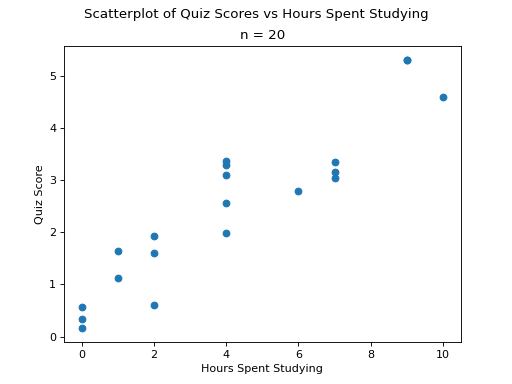 Scatterplot of Quiz Scores vs Hours Spent Studying
n = 20
5
4
3
2
1
0
Quiz Score
0 2 4 6 8 10
Hours Spent Studying